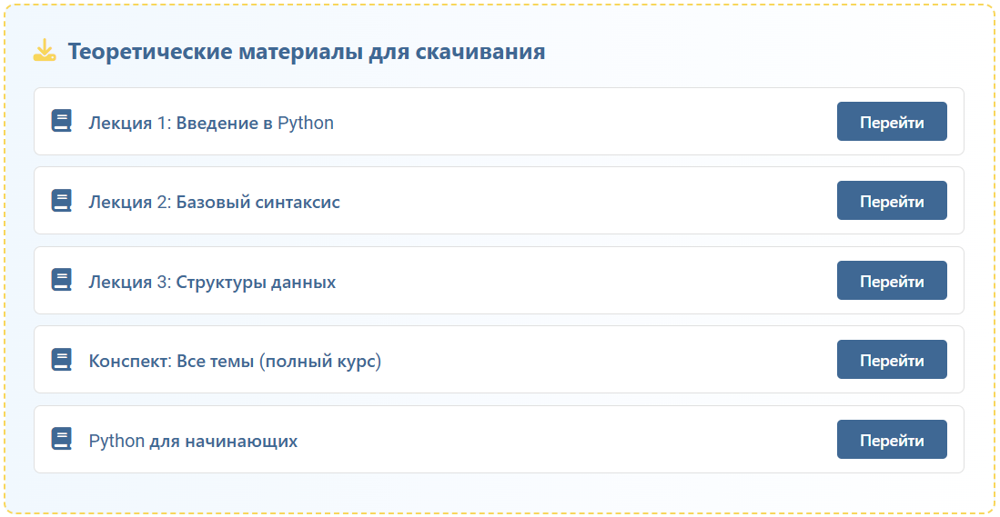 Теоретические материалы для скачивания
Лекция 1: Введение в Python
Перейти
Лекция 2: Базовый синтаксис
Перейти
Лекция 3: Структуры данных
Перейти
Конспект: Все темы (полный курс)
Перейти
Python для начинающих
Перейти